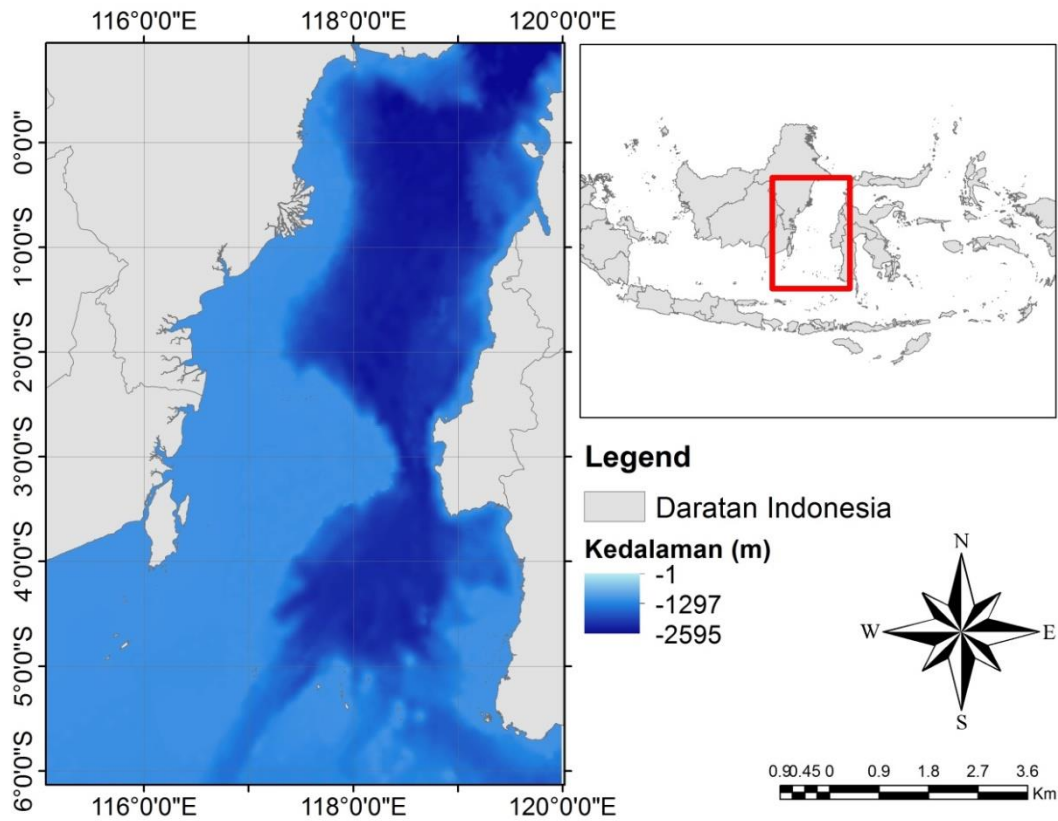 116°0'0"E 118°0'0"E 120°0'0"E
0°0'0"
1°0'0"S
2°0'0"S
3°0'0"S
4°0'0"S
5°0'0"S
6°0'0"S
116°0'0"E 118°0'0"E 120°0'0"E
Legend
Daratan Indonesia
Kedalaman (m)
-1
-1297
-2595
N
W E
S
0.90.45 0 0.9 1.8 2.7 3.6
Km